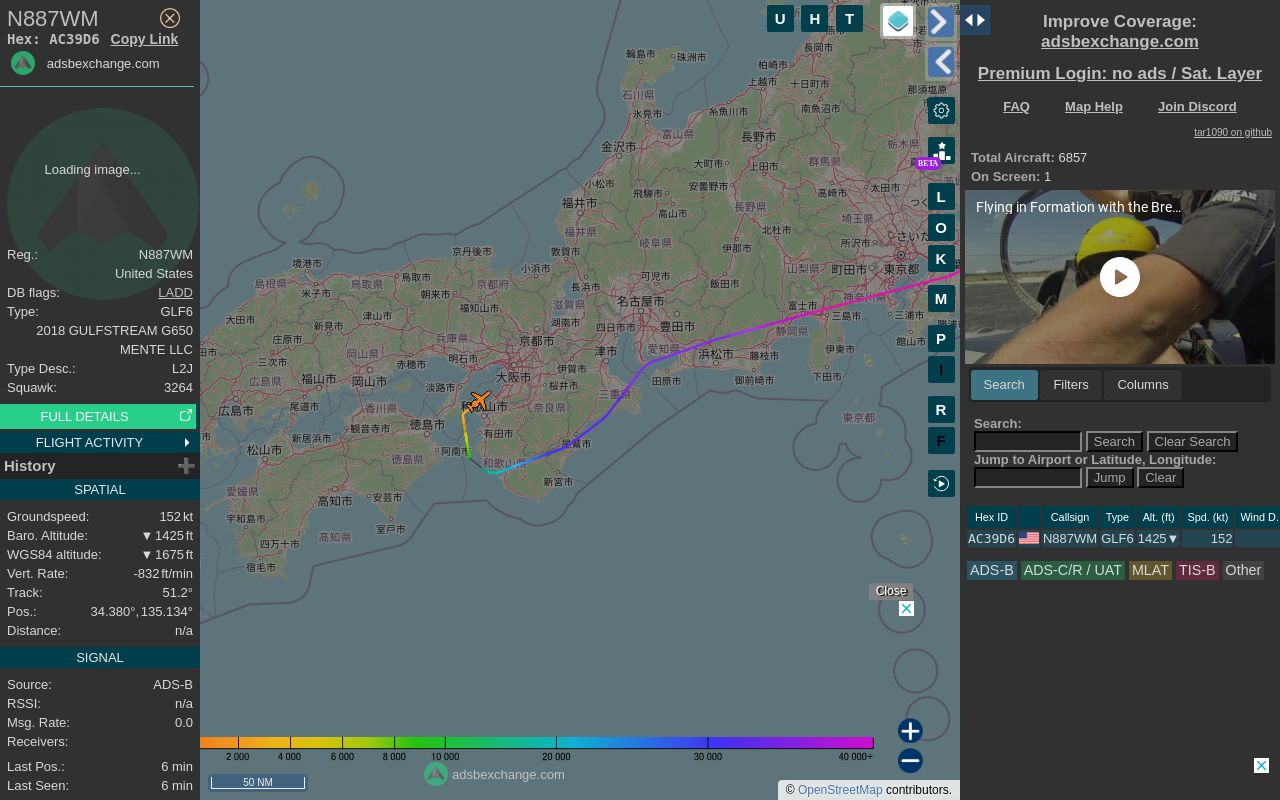 N887WM
Hex: AC39D6 Copy Link
adsbexchange.com
Loading image...
Reg.: N887WM
United States
DB flags: LADD
Type: GLF6
2018 GULFSTREAM G650
MENTE LLC
Type Desc.: L2J
Squawk: 3264
FULL DETAILS
FLIGHT ACTIVITY
History
SPATIAL
Groundspeed: 152 kt
Baro. Altitude: ▼ 1425 ft
WGS84 altitude: ▼ 1675 ft
Vert. Rate: -832 ft/min
Track: 51.2°
Pos.: 34.380°, 135.134°
Distance: n/a
SIGNAL
Source: ADS-B
RSSI: n/a
Msg. Rate: 0.0
Receivers:
Last Pos.: 6 min
Last Seen: 6 min
U H T
L
O
K
M
P
I
R
F
BETA
輪島市
珠洲市
石川県
氷見市
富山県
金沢市
小松市
福井市
福井県
長岡市
柏崎市
上越市
十日町市
糸魚川市
南魚沼市
那須塩原
長野市
栃木県
大町市
上田市
群馬県
安曇野市
高崎市
太田市
飛騨市
高山市
長野県
埼玉県
北杜市
所沢市
岐阜県
伊那市
山梨県
町田市
東京都
可児市
飯田市
神奈川県
富士市
三島市
三浦市
館山市
静岡県
伊東市
下田市
東京都
名古屋市
豊田市
愛知県
浜松市
藤枝市
御前崎市
田原市
京丹後市
敦賀市
小浜市
境港市
鳥取市
京都府
長浜市
島根県
米子市
鳥取県
朝来市
滋賀県
大田市
津山市
福知山市
湖南市
四日市市
庄原市
新見市
兵庫県
京都市
津市
三次市
岡山県
明石市
伊賀市
広島県
福山市
岡山市
赤穂市
大阪市
桜井市
淡路市
三重県
広島市
尾道市
香川県
奈良県
徳島市
有田市
尾鷲市
新居浜市
観音寺市
松山市
阿南市
和歌山県
徳島県
新宮市
愛媛県
高知市
安芸市
宇和島市
室戸市
四万十市
高知県
宿毛市
Close
2 000 4 000 6 000 8 000 10 000 20 000 30 000 40 000+
50 NM
adsbexchange.com
© OpenStreetMap contributors.
Improve Coverage:
adsbexchange.com
Premium Login: no ads / Sat. Layer
FAQ Map Help Join Discord
tar1090 on github
Total Aircraft: 6857
On Screen: 1
Flying in Formation with the Bre...
Search Filters Columns
Search:
Search Clear Search
Jump to Airport or Latitude, Longitude:
Jump Clear
Hex ID Callsign Type Alt. (ft) Spd. (kt) Wind D.
AC39D6 N887WM GLF6 1425▼ 152
ADS-B ADS-C/R / UAT MLAT TIS-B Other